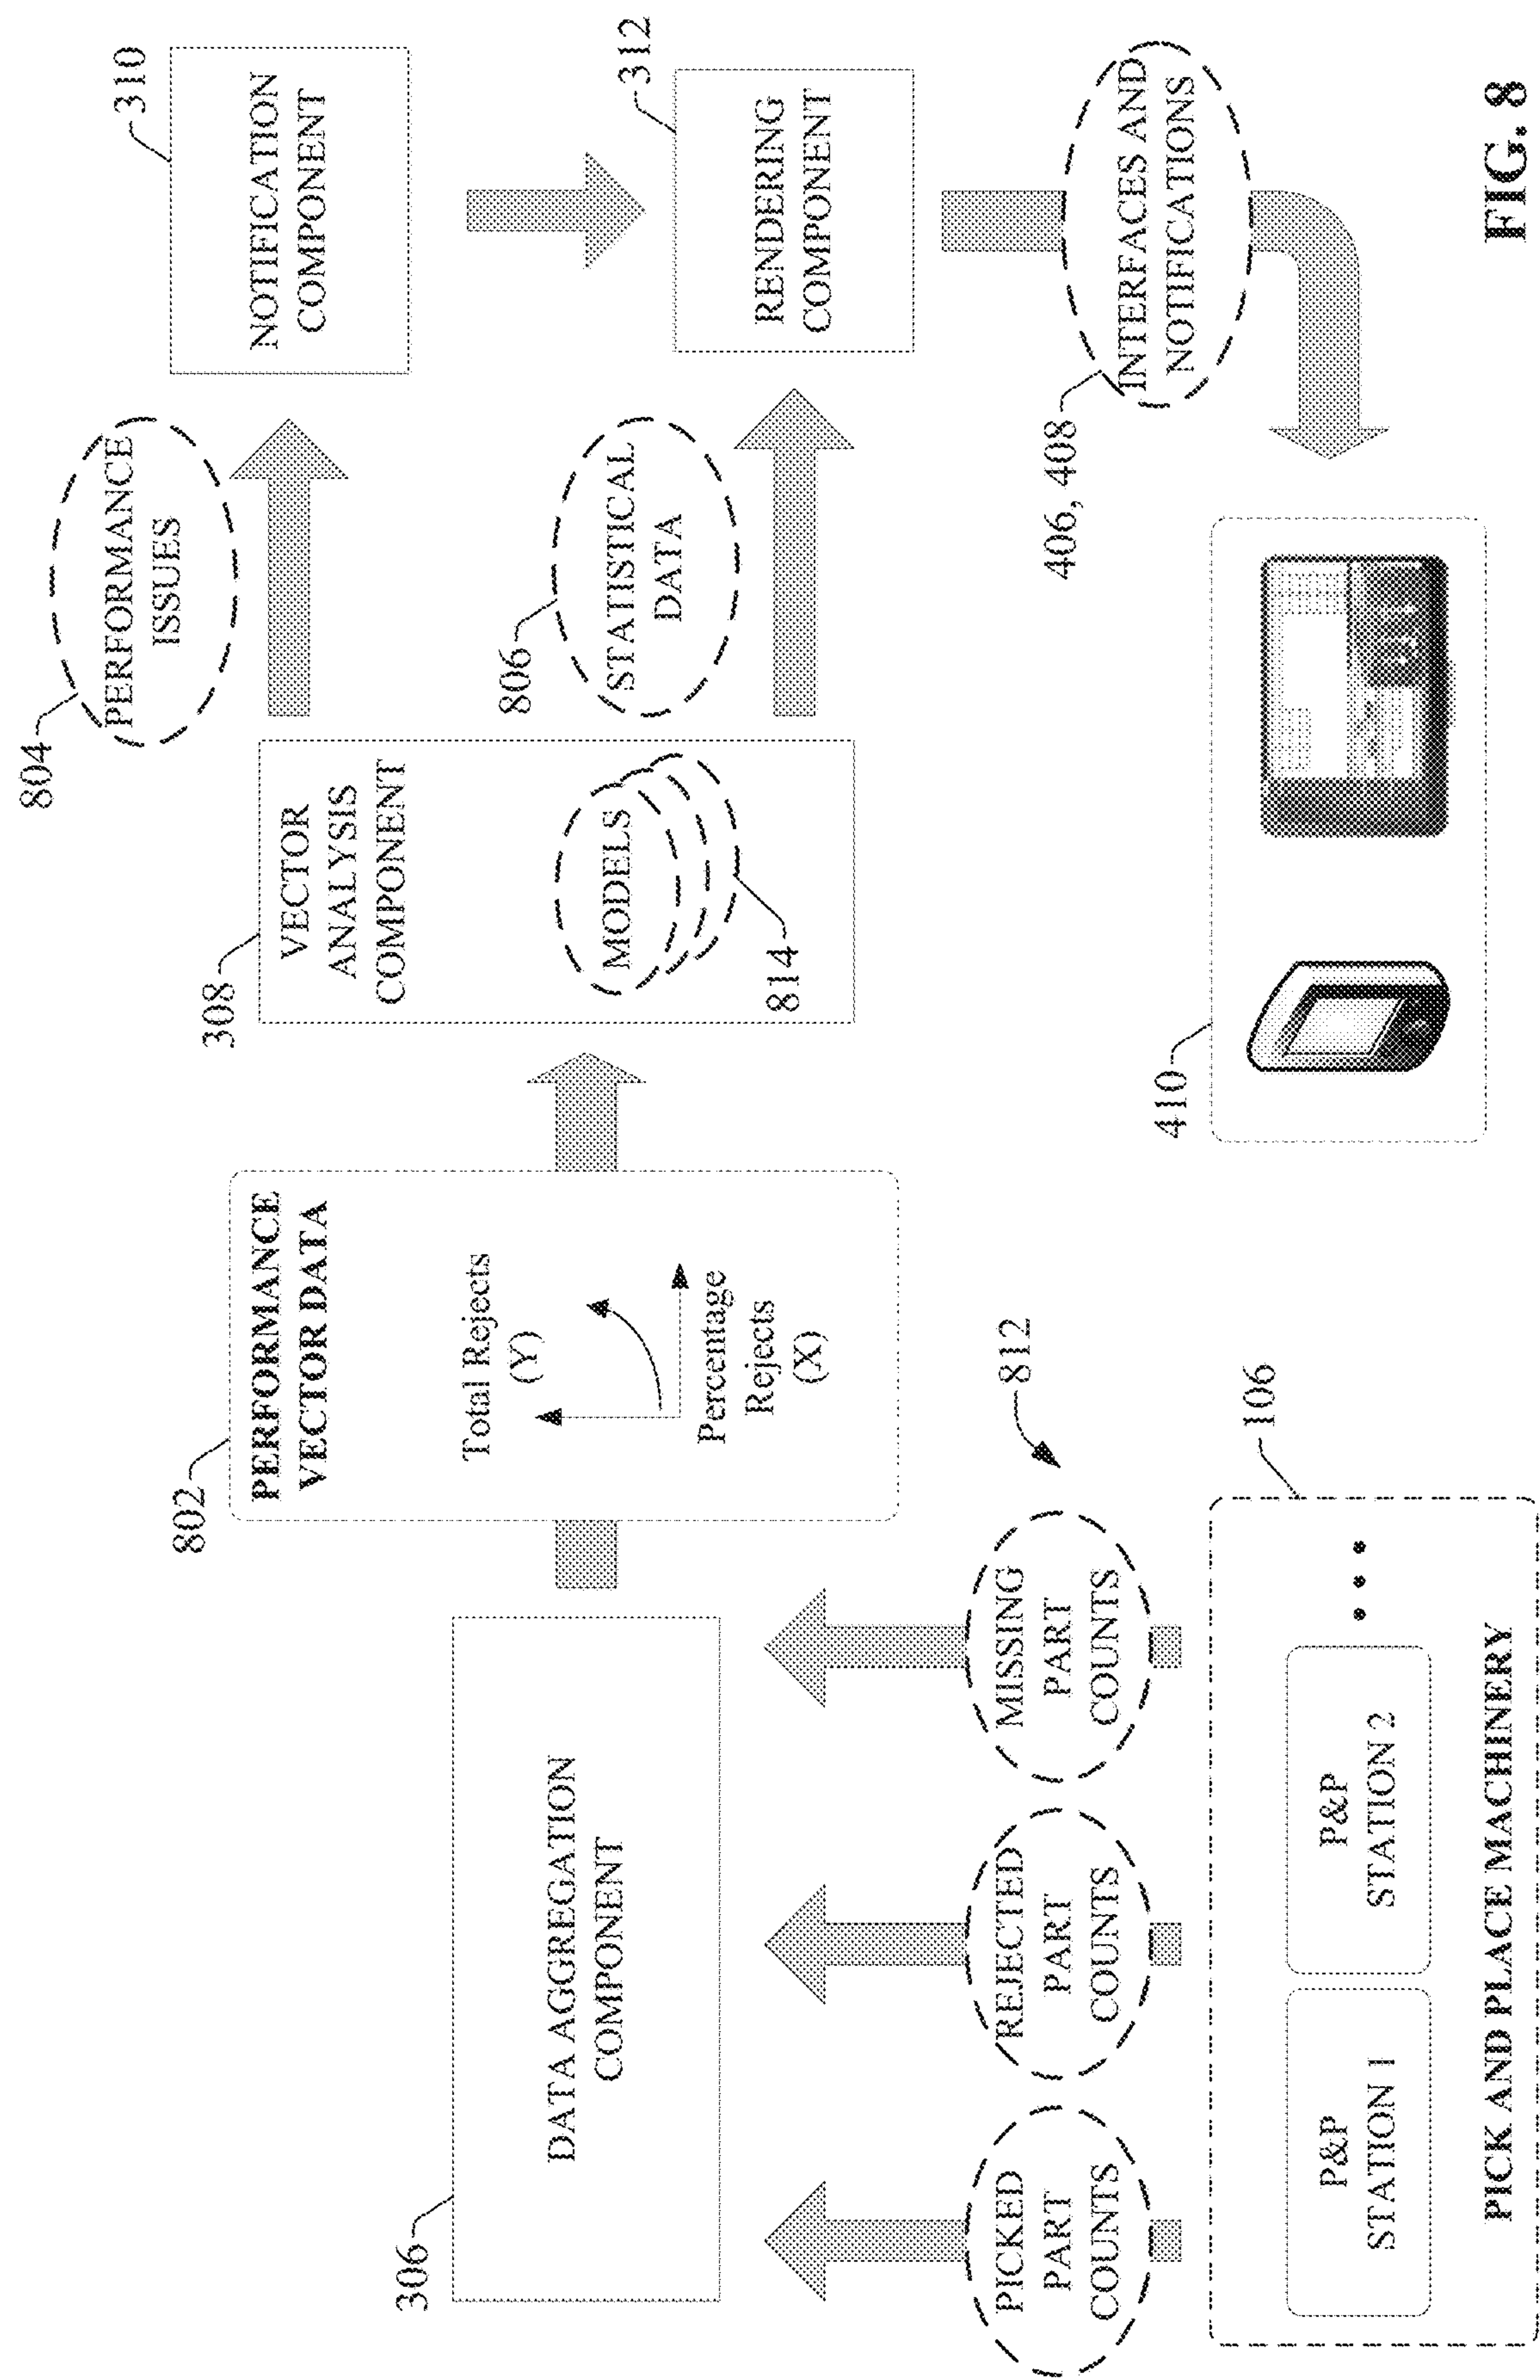 804
PERFORMANCE
ISSUES
310
NOTIFICATION
COMPONENT
802
PERFORMANCE
VECTOR DATA
Total Rejects
(Y)
Percentage
Rejects
(X)
308
VECTOR
ANALYSIS
COMPONENT
MODELS
814
806
STATISTICAL
DATA
312
RENDERING
COMPONENT
306
DATA AGGREGATION
COMPONENT
PICKED
PART
COUNTS
REJECTED
PART
COUNTS
MISSING
PART
COUNTS
812
406, 408
INTERFACES AND
NOTIFICATIONS
106
P&P
STATION 1
P&P
STATION 2
PICK AND PLACE MACHINERY
410
FIG. 8